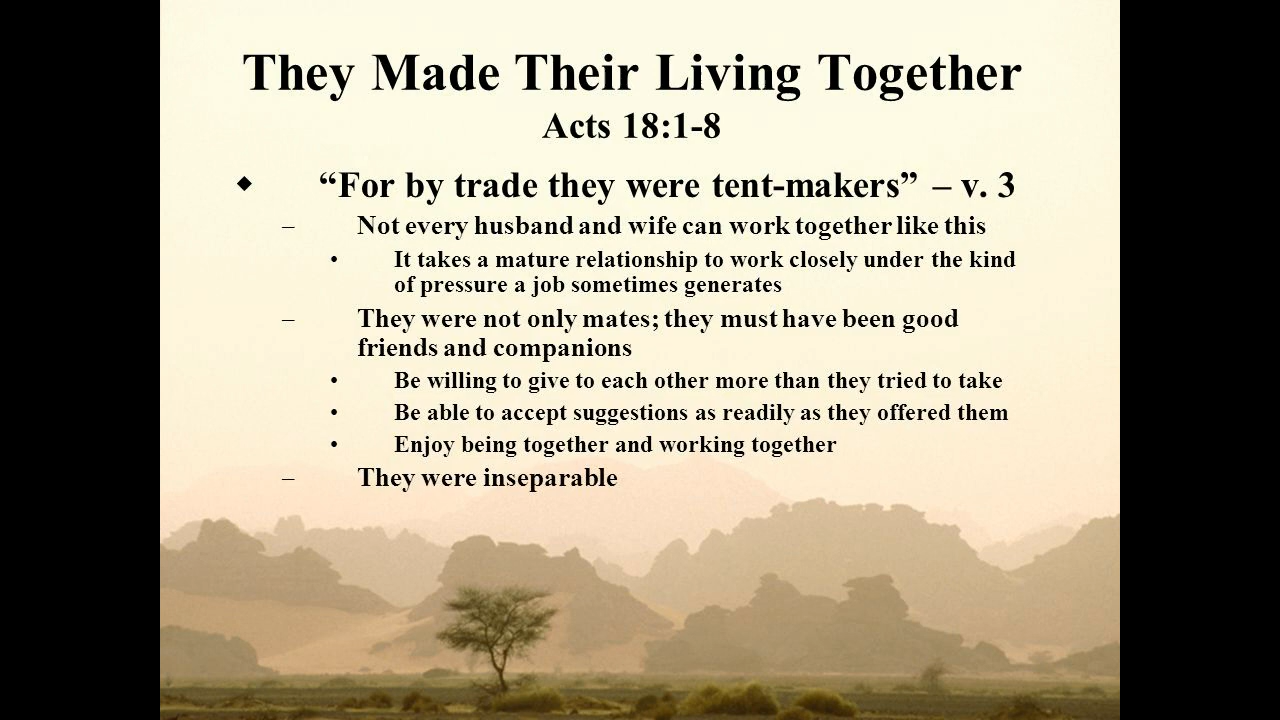 They Made Their Living Together
Acts 18:1-8
◆ “For by trade they were tent-makers” – v. 3
– Not every husband and wife can work together like this
• It takes a mature relationship to work closely under the kind
of pressure a job sometimes generates
– They were not only mates; they must have been good
friends and companions
• Be willing to give to each other more than they tried to take
• Be able to accept suggestions as readily as they offered them
• Enjoy being together and working together
– They were inseparable